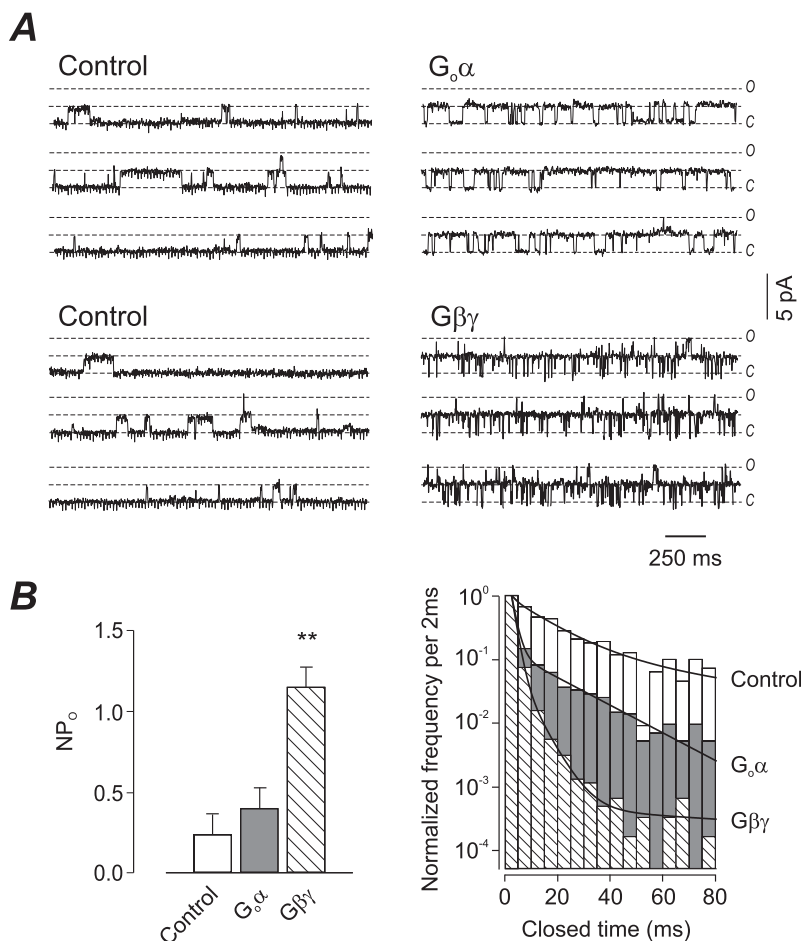 A
Control
Gₒα
O
C
O
C
O
C
5 pA
Control
Gβγ
O
C
O
C
O
C
250 ms
B
1.5
1.0
0.5
0.0
NPₒ
**
Control
Gₒα
Gβγ
Normalized frequency per 2ms
10⁰
10⁻¹
10⁻²
10⁻³
10⁻⁴
Control
Gₒα
Gβγ
0 20 40 60 80
Closed time (ms)